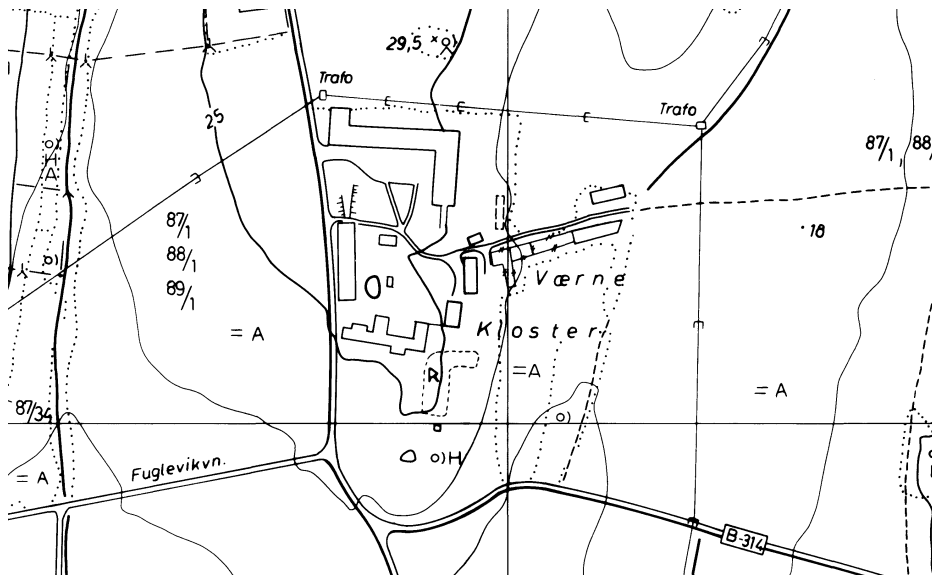 29,5
Trafo
Trafo
25
87/1, 88/
H
A
87/1
88/1
89/1
18
Værne
Kloster
= A
R
= A
= A
87/34
= A
Fuglevikvn.
H
B-314